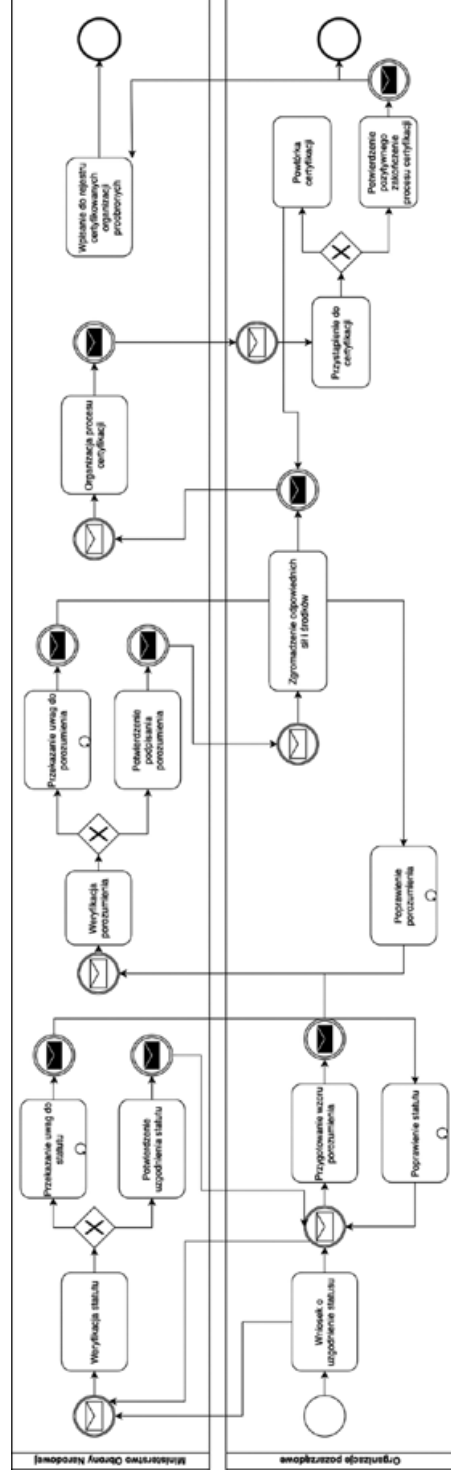 Ministerstwo Obrony Narodowej
Weryfikacja statutu
Przekazanie uwag do
statutu
Potwierdzenie
uzgodnienia statutu
Weryfikacja
porozumienia
Przekazanie uwag do
porozumienia
Potwierdzenie
podpisania
porozumienia
Organizacja procesu
certyfikacji
Wpisanie do rejestru
certyfikowanych
organizacji
proobronnych
Organizacje pozarządowe
Wniosek o
uzgodnienie statusu
Przygotowanie wzoru
porozumienia
Poprawienie statutu
Poprawienie
porozumienia
Zgromadzenie odpowiednich
sił i środków
Przystąpienie do
certyfikacji
Powtórka
certyfikacji
Potwierdzenie
pozytywnego
zakończenie
procesu certyfikacji